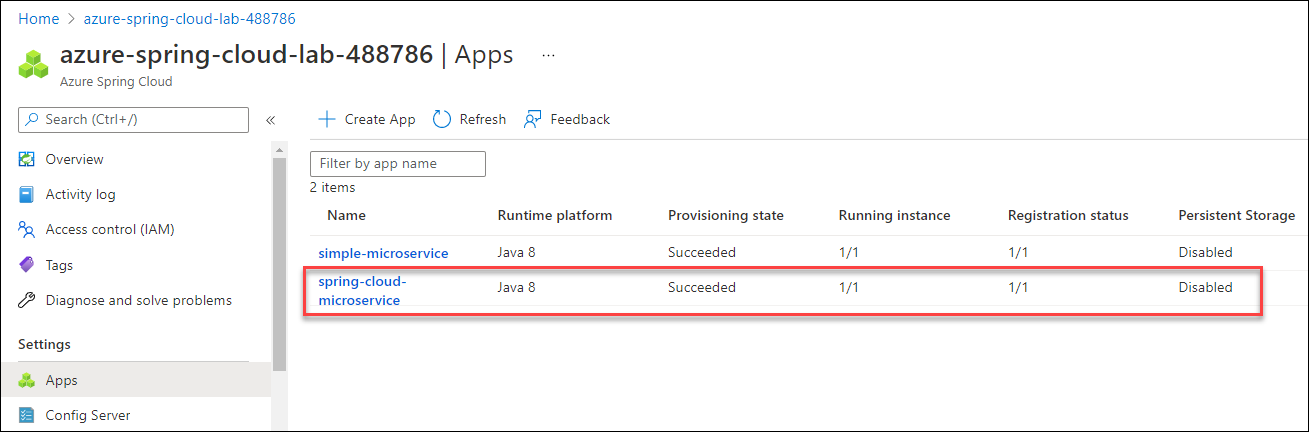 Home > azure-spring-cloud-lab-488786
azure-spring-cloud-lab-488786 | Apps ...
Azure Spring Cloud
Search (Ctrl+/) «
Overview
Activity log
Access control (IAM)
Tags
Diagnose and solve problems
Settings
Apps
Config Server
Create App Refresh Feedback
Filter by app name
2 items
Name Runtime platform Provisioning state Running instance Registration status Persistent Storage
simple-microservice Java 8 Succeeded 1/1 1/1 Disabled
spring-cloud-
microservice Java 8 Succeeded 1/1 1/1 Disabled